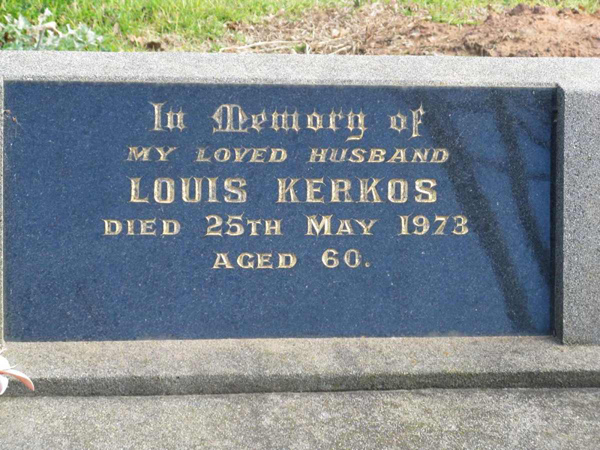 In Memory of
MY LOVED HUSBAND
LOUIS KERKOS
DIED 25TH MAY 1973
AGED 60.